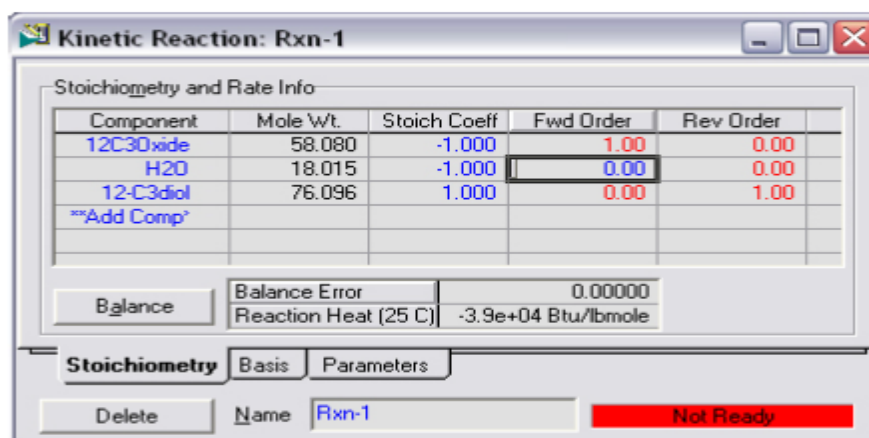 Kinetic Reaction: Rxn-1
Stoichiometry and Rate Info
Component Mole Wt. Stoich Coeff Fwd Order Rev Order
12C3Oxide 58.080 -1.000 1.00 0.00
H2O 18.015 -1.000 0.00 0.00
12-C3diol 76.096 1.000 0.00 1.00
**Add Comp*
Balance
Balance Error 0.00000
Reaction Heat (25 C) -3.9e+04 Btu/lbmole
Stoichiometry Basis Parameters
Delete Name Rxn-1 Not Ready